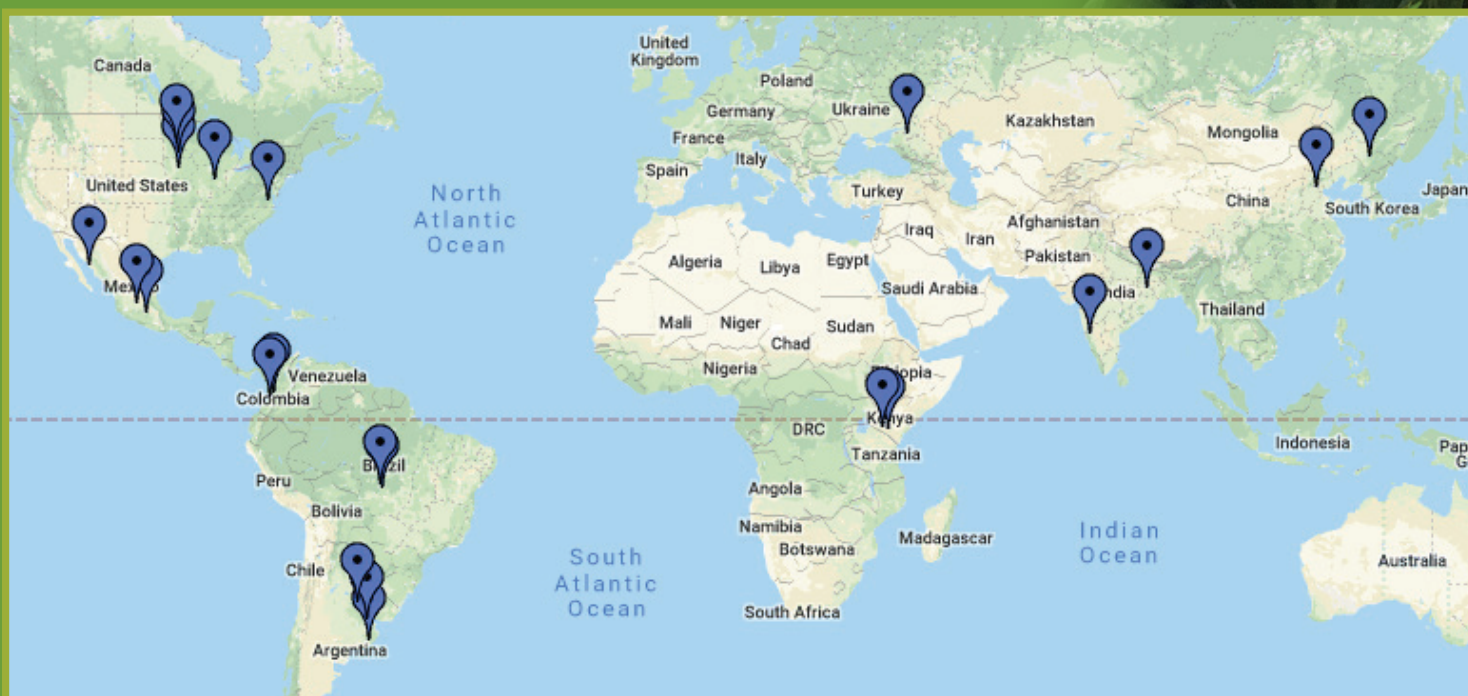 Canada
United
Kingdom
Poland
Germany
Ukraine
Kazakhstan
Mongolia
France
Italy
Spain
United States
North
Atlantic
Ocean
Turkey
China
South Korea
Japan
Afghanistan
Iraq
Iran
Pakistan
Algeria
Libya
Egypt
Saudi Arabia
Thailand
Mali
Niger
Sudan
Chad
Nigeria
Venezuela
Colombia
DRC
Tanzania
Indonesia
Peru
Angola
Bolivia
Namibia
Botswana
Madagascar
Indian
Ocean
Chile
South
Atlantic
Ocean
Australia
South Africa
Argentina